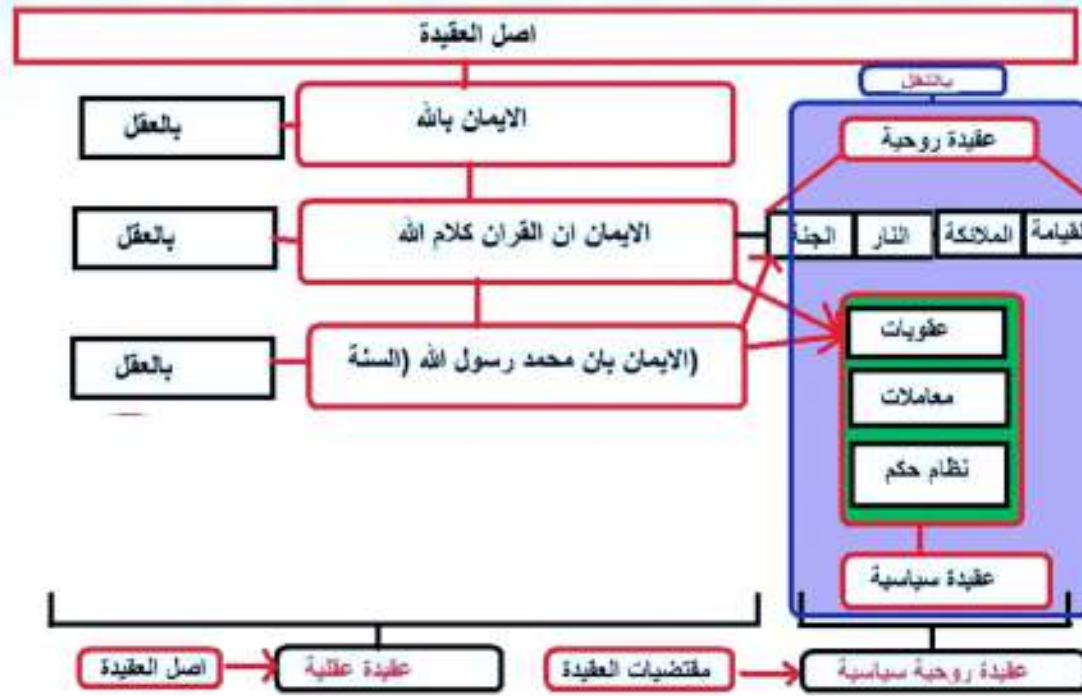 اصل العقيدة
بالنقل
الايمان بالله
بالعقل
عقيدة روحية
الايمان ان القران كلام الله
بالعقل
القيامة
الملائكة
النار
الجنة
(الايمان بان محمد رسول الله (السنة
بالعقل
عقوبات
معاملات
نظام حكم
عقيدة سياسية
عقيدة روحية سياسية
مقتضيات العقيدة
عقيدة عقلية
اصل العقيدة